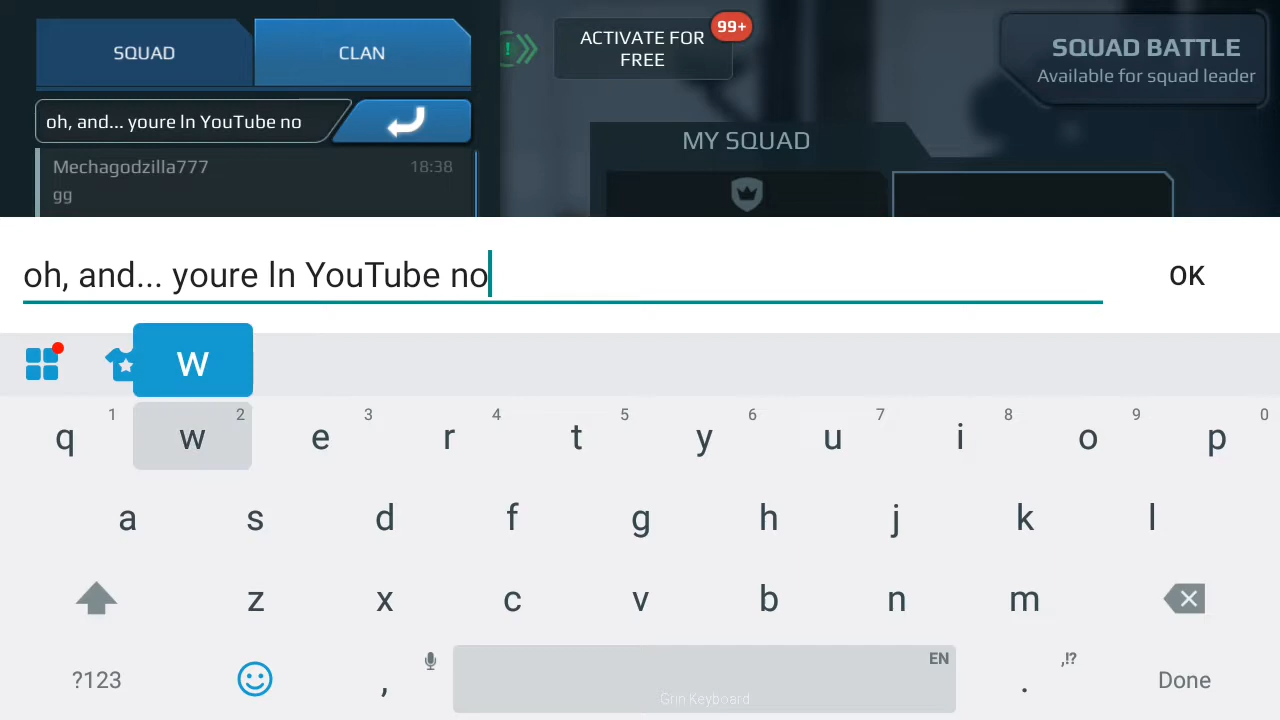 SQUAD
CLAN
!
ACTIVATE FOR
FREE
99+
SQUAD BATTLE
Available for squad leader
oh, and... youre ln YouTube no
MY SQUAD
Mechagodzilla777 18:38
gg
oh, and... youre ln YouTube no
OK
w
1 2 3 4 5 6 7 8 9 0
q w e r t y u i o p
a s d f g h j k l
z x c v b n m
EN ,!?
?123 , . Done
Grin Keyboard